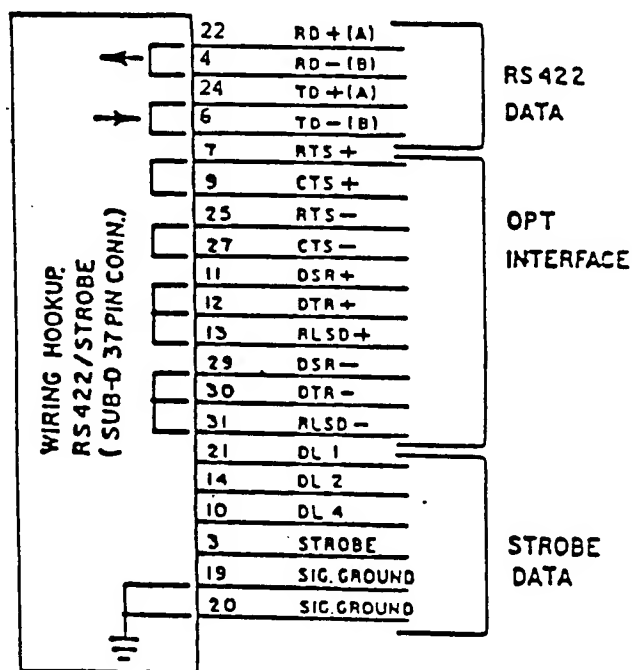 22 RD+(A)
4 RD-(B)
24 TD+(A)
6 TD-(B)
7 RTS+
9 CTS+
25 RTS-
27 CTS-
11 DSR+
12 DTR+
13 RLSD+
29 DSR-
30 DTR-
31 RLSD-
21 DL 1
14 DL 2
10 DL 4
3 STROBE
19 SIG.GROUND
20 SIG.GROUND
RS422
DATA
OPT
INTERFACE
STROBE
DATA
WIRING HOOKUP.
RS422/STROBE
(SUB-D 37PIN CONN.)